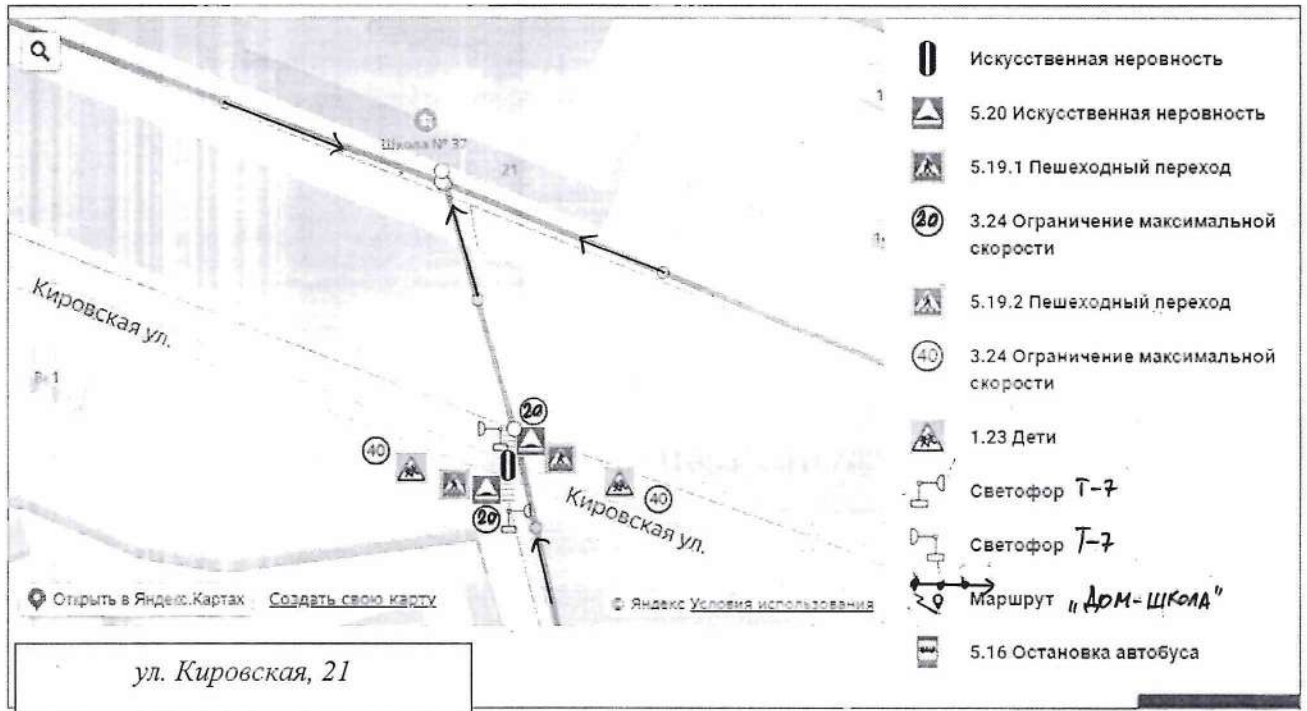 Школа № 37
21
Кировская ул.
20
40
20
40
Кировская ул.
Открыть в Яндекс.Картах
Создать свою карту
© Яндекс Условия использования
ул. Кировская, 21
Искусственная неровность
5.20 Искусственная неровность
5.19.1 Пешеходный переход
20
3.24 Ограничение максимальной
скорости
5.19.2 Пешеходный переход
40
3.24 Ограничение максимальной
скорости
1.23 Дети
Светофор Т-7
Светофор Т-7
Маршрут „ДОМ-ШКОЛА"
5.16 Остановка автобуса